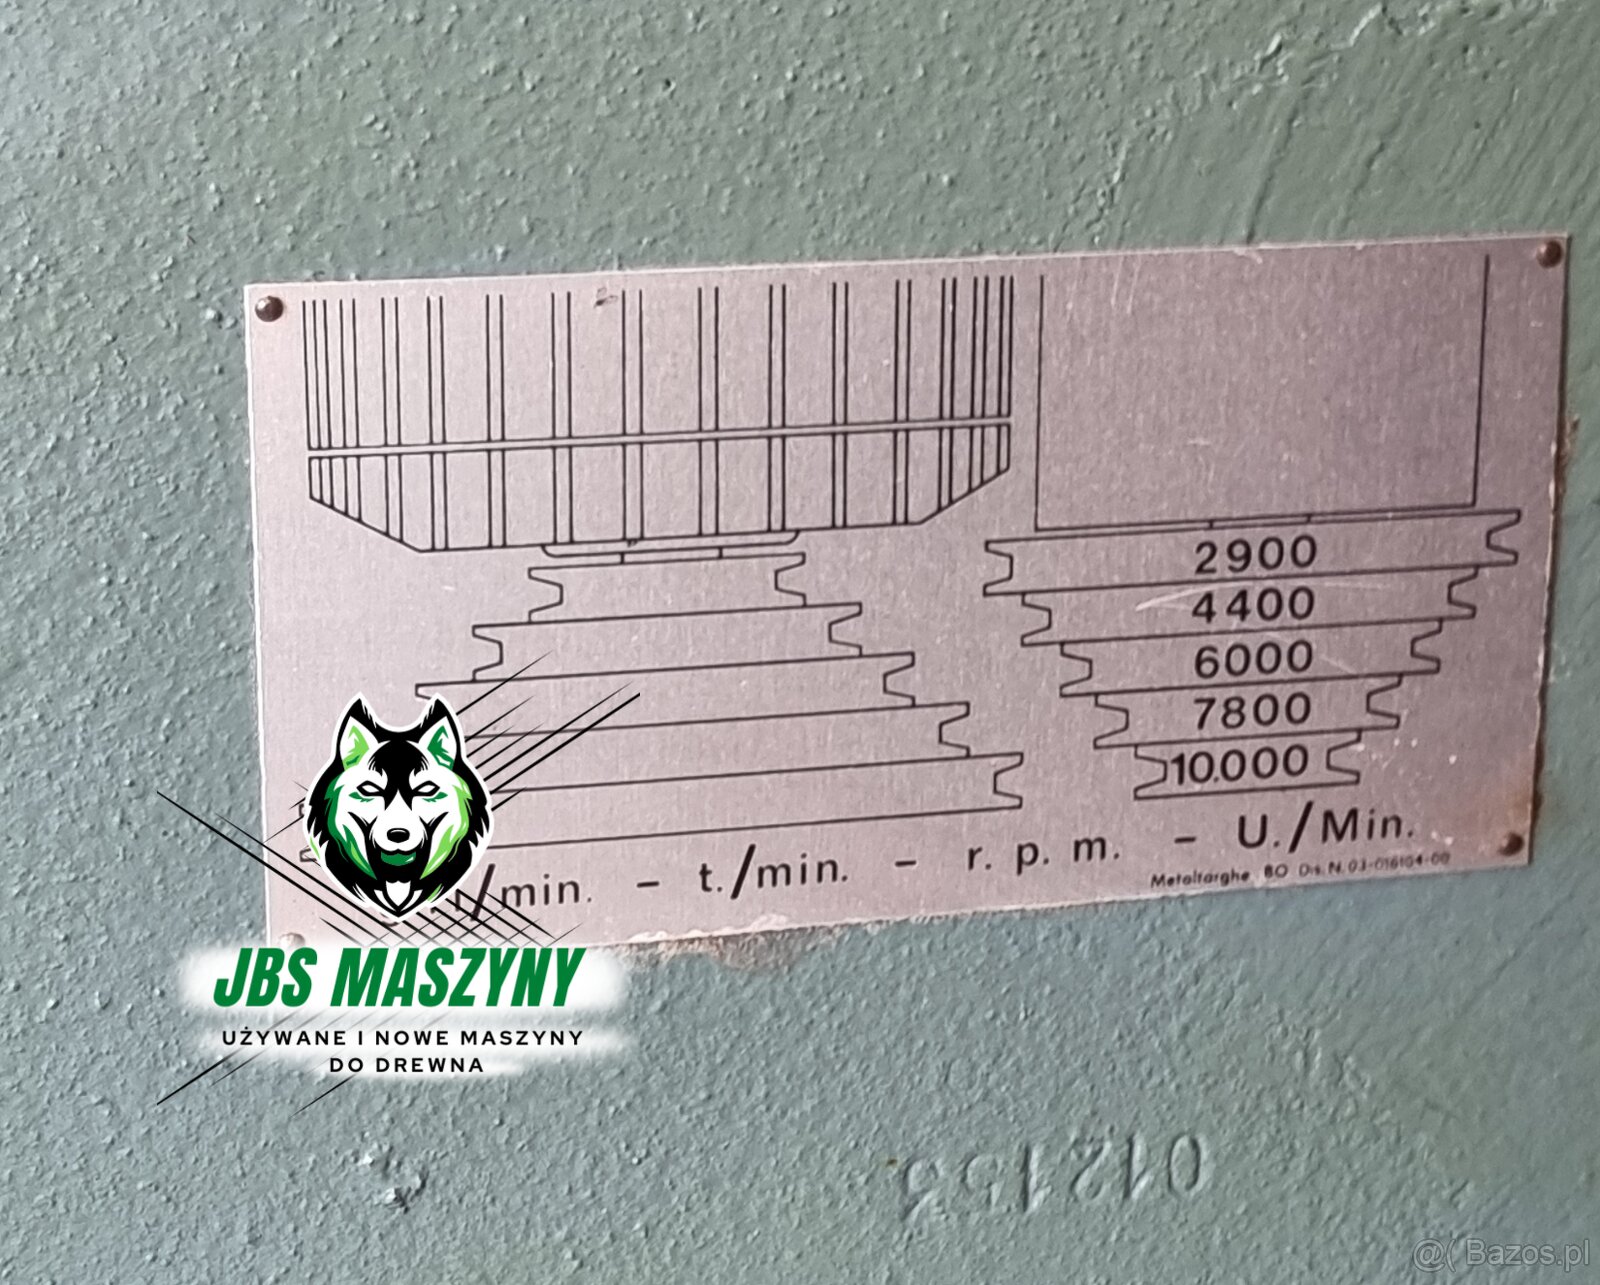 2900
4400
6000
7800
10.000
/min. - t./min. - r. p. m. - U./Min.
Metaltarghe BO Dis. N. 03-016104-00
JBS MASZYNY
UŻYWANE I NOWE MASZYNY
DO DREWNA
@( Bazos.pl